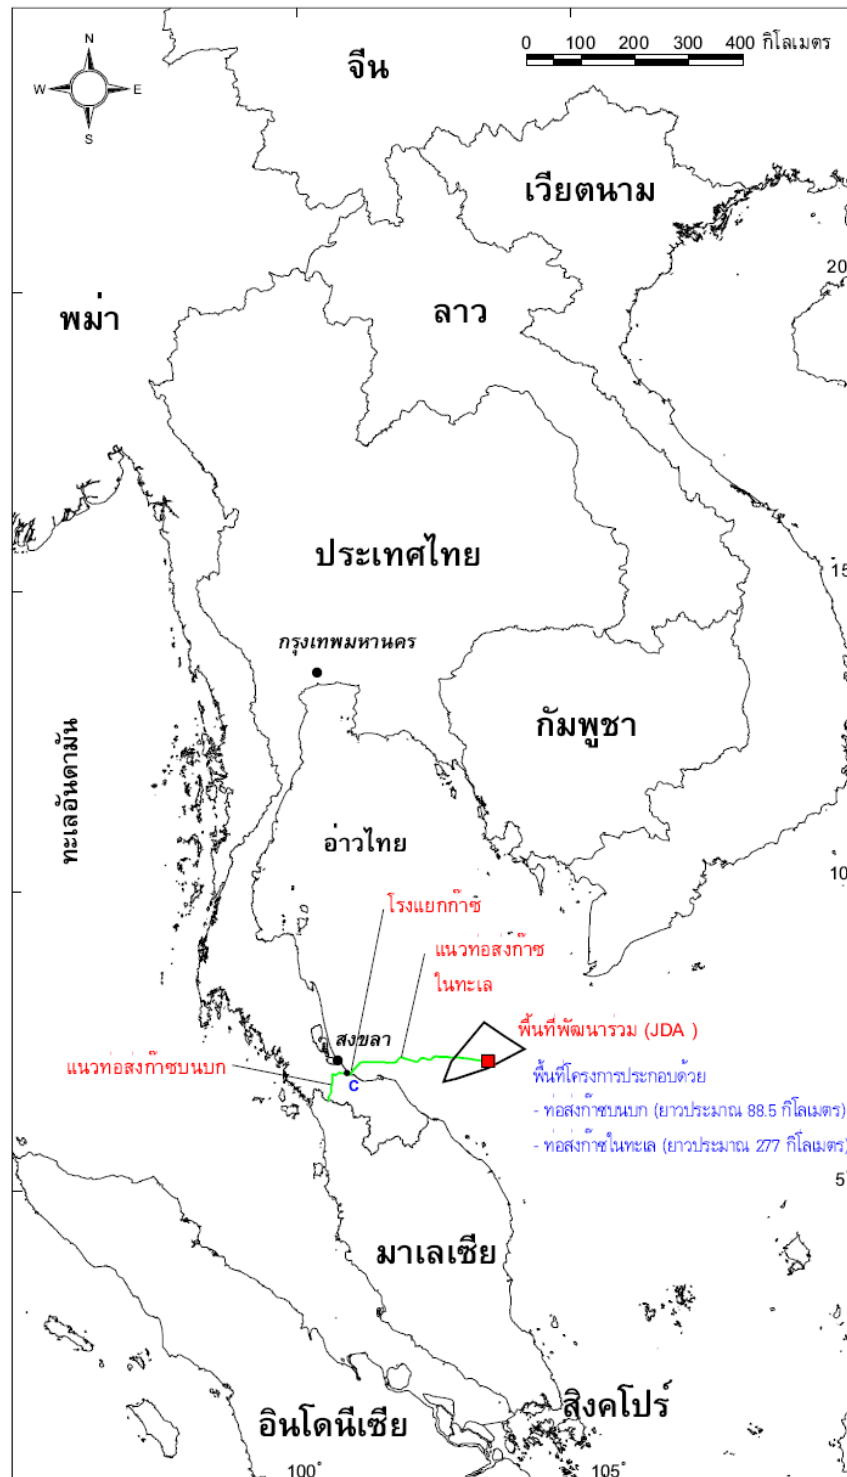 N
W E
S
0 100 200 300 400 กิโลเมตร
จีน
เวียตนาม
20
พม่า
ลาว
ประเทศไทย
15
กรุงเทพมหานคร
กัมพูชา
ทะเลอันดามัน
อ่าวไทย
10
โรงแยกก๊าซ
แนวท่อส่งก๊าซ
ในทะเล
พื้นที่พัฒนาร่วม (JDA )
สงขลา
แนวท่อส่งก๊าซบนบก
C
พื้นที่โครงการประกอบด้วย
- ท่อส่งก๊าซบนบก (ยาวประมาณ 88.5 กิโลเมตร)
- ท่อส่งก๊าซในทะเล (ยาวประมาณ 277 กิโลเมตร)
5°
มาเลเซีย
สิงคโปร์
อินโดนีเซีย
100° 105°